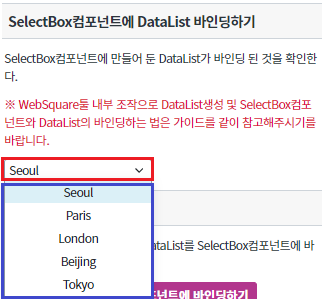 SelectBox컴포넌트에 DataList 바인딩하기
SelectBox컴포넌트에 만들어 둔 DataList가 바인딩 된 것을 확인한
다.
※ WebSquare툴 내부 조작으로 DataList생성 및 SelectBox컴포
넌트와 DataList의 바인딩하는 법은 가이드를 같이 참고해주시기를
바랍니다.
Seoul
Seoul
Paris
London
Beijing
ataList를 SelectBox컴포넌트에 바
Tokyo
넌트에 바인딩하기